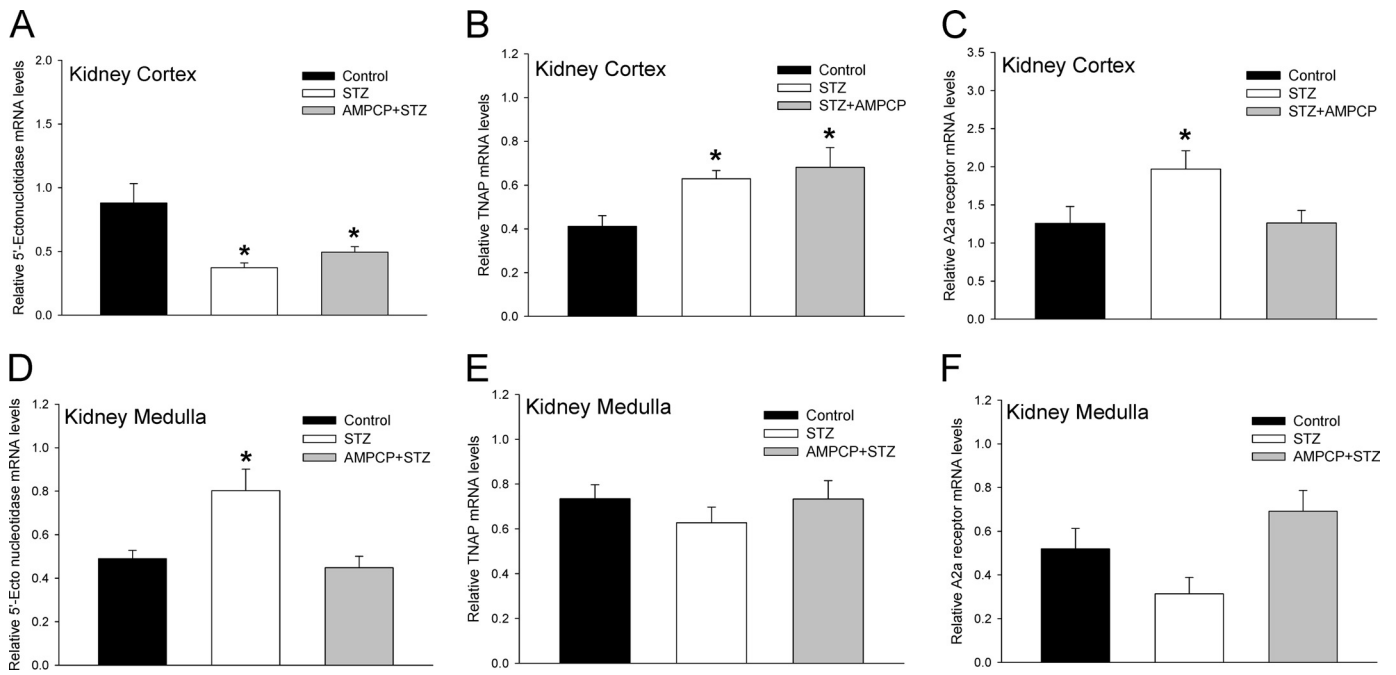 A
Relative 5'-Ectonuclotidase mRNA levels
2.0
1.5
1.0
0.5
0.0
Kidney Cortex
Control
STZ
AMPCP+STZ
*
*
B
Relative TNAP mRNA levels
1.2
1.0
0.8
0.6
0.4
0.2
0.0
Kidney Cortex
Control
STZ
STZ+AMPCP
*
*
C
Relative A2a receptor mRNA levels
3.5
3.0
2.5
2.0
1.5
1.0
0.5
0.0
Kidney Cortex
Control
STZ
STZ+AMPCP
*
D
Relative 5'-Ecto nucleotidase mRNA levels
1.2
1.0
0.8
0.6
0.4
0.2
0.0
Kidney Medulla
Control
STZ
AMPCP+STZ
*
E
Relative TNAP mRNA levels
1.2
1.0
0.8
0.6
0.4
0.2
0.0
Kidney Medulla
Control
STZ
AMPCP+STZ
F
Relative A2a receptor mRNA levels
1.2
1.0
0.8
0.6
0.4
0.2
0.0
Kidney Medulla
Control
STZ
AMPCP+STZ